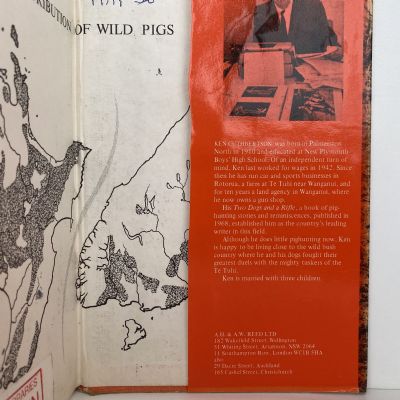 RIBUTION OF WILD PIGS
KEN CUTHBERTSON was born in Palmerston
North in 1910 and educated at New Plymouth
Boys' High School. Of an independent turn of
mind, Ken last worked for wages in 1942. Since
then he has run car and sports businesses in
Rotorua, a farm at Te Tuhi near Wanganui, and
for ten years a land agency in Wanganui, where
he now owns a gun shop.
His Two Dogs and a Rifle, a book of pig-
hunting stories and reminiscences, published in
1968, established him as the country's leading
writer in this field.
Although he does little pighunting now, Ken
is happy to be living close to the wild bush
country where he and his dogs fought their
greatest duels with the mighty tuskers of the
Te Tuhi.
Ken is married with three children.
A.H. & A.W. REED LTD
182 Wakefield Street, Wellington
51 Whiting Street, Artarmon, NSW 2064
11 Southampton Row, London WC1B 5HA
also
29 Dacre Street, Auckland
165 Cashel Street, Christchurch